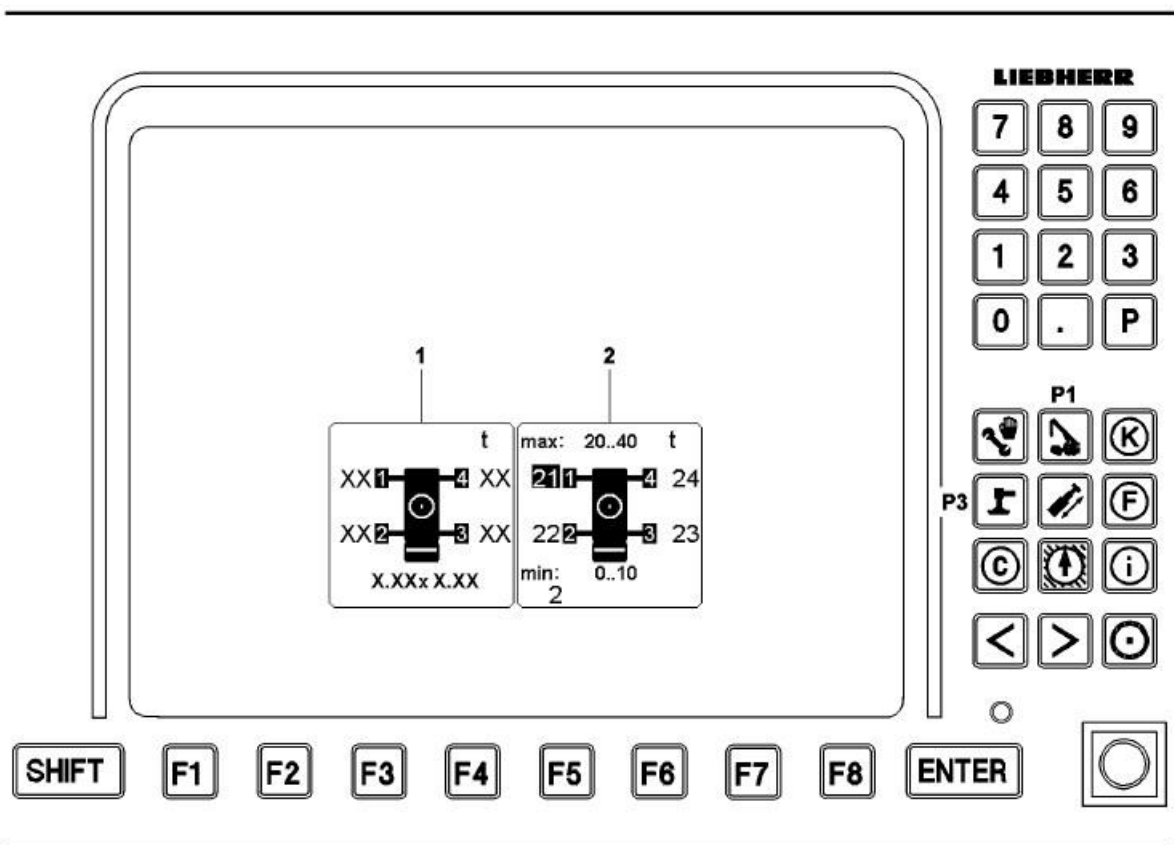 LIEBHERR
7 8 9
4 5 6
1 2 3
0 . P
1 2
t
XX 1 4 XX
XX 2 3 XX
X.XXx X.XX
max: 20..40 t
21 1 4 24
22 2 3 23
min: 0..10
2
P1
K
P3
F
C i
< >
SHIFT F1 F2 F3 F4 F5 F6 F7 F8 ENTER